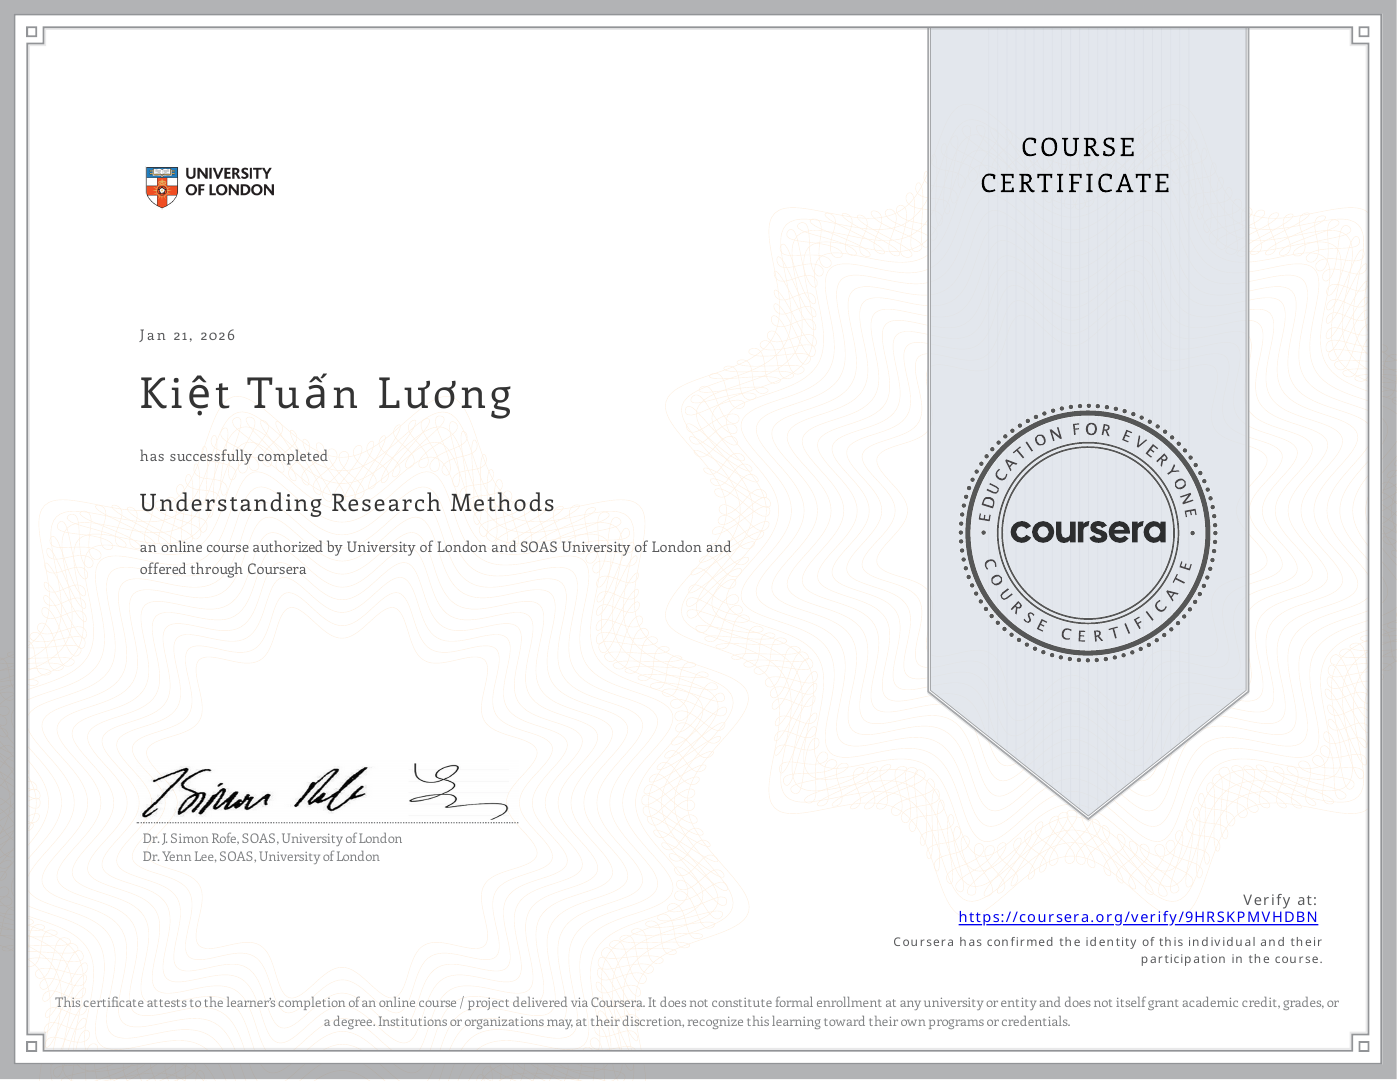 UNIVERSITY
OF LONDON
COURSE
CERTIFICATE
Jan 21, 2026
Kiệt Tuấn Lương
has successfully completed
Understanding Research Methods
an online course authorized by University of London and SOAS University of London and
offered through Coursera
EDUCATION FOR EVERYONE
coursera
COURSE CERTIFICATE
Dr. J. Simon Rofe, SOAS, University of London
Dr. Yenn Lee, SOAS, University of London
Verify at:
https://coursera.org/verify/9HRSKPMVHDBN
Coursera has confirmed the identity of this individual and their
participation in the course.
This certificate attests to the learner's completion of an online course / project delivered via Coursera. It does not constitute formal enrollment at any university or entity and does not itself grant academic credit, grades, or
a degree. Institutions or organizations may, at their discretion, recognize this learning toward their own programs or credentials.